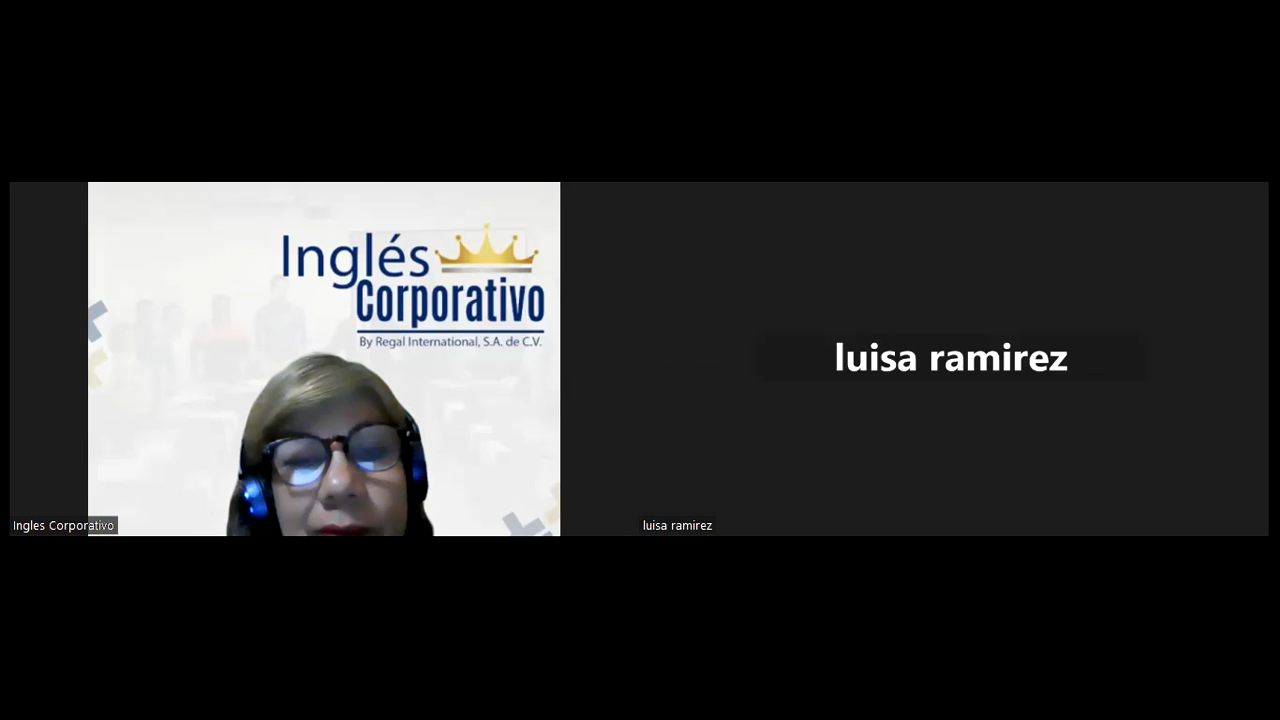 Inglés
Corporativo
By Regal International, S.A. de C.V.
luisa ramirez
Ingles Corporativo
luisa ramirez